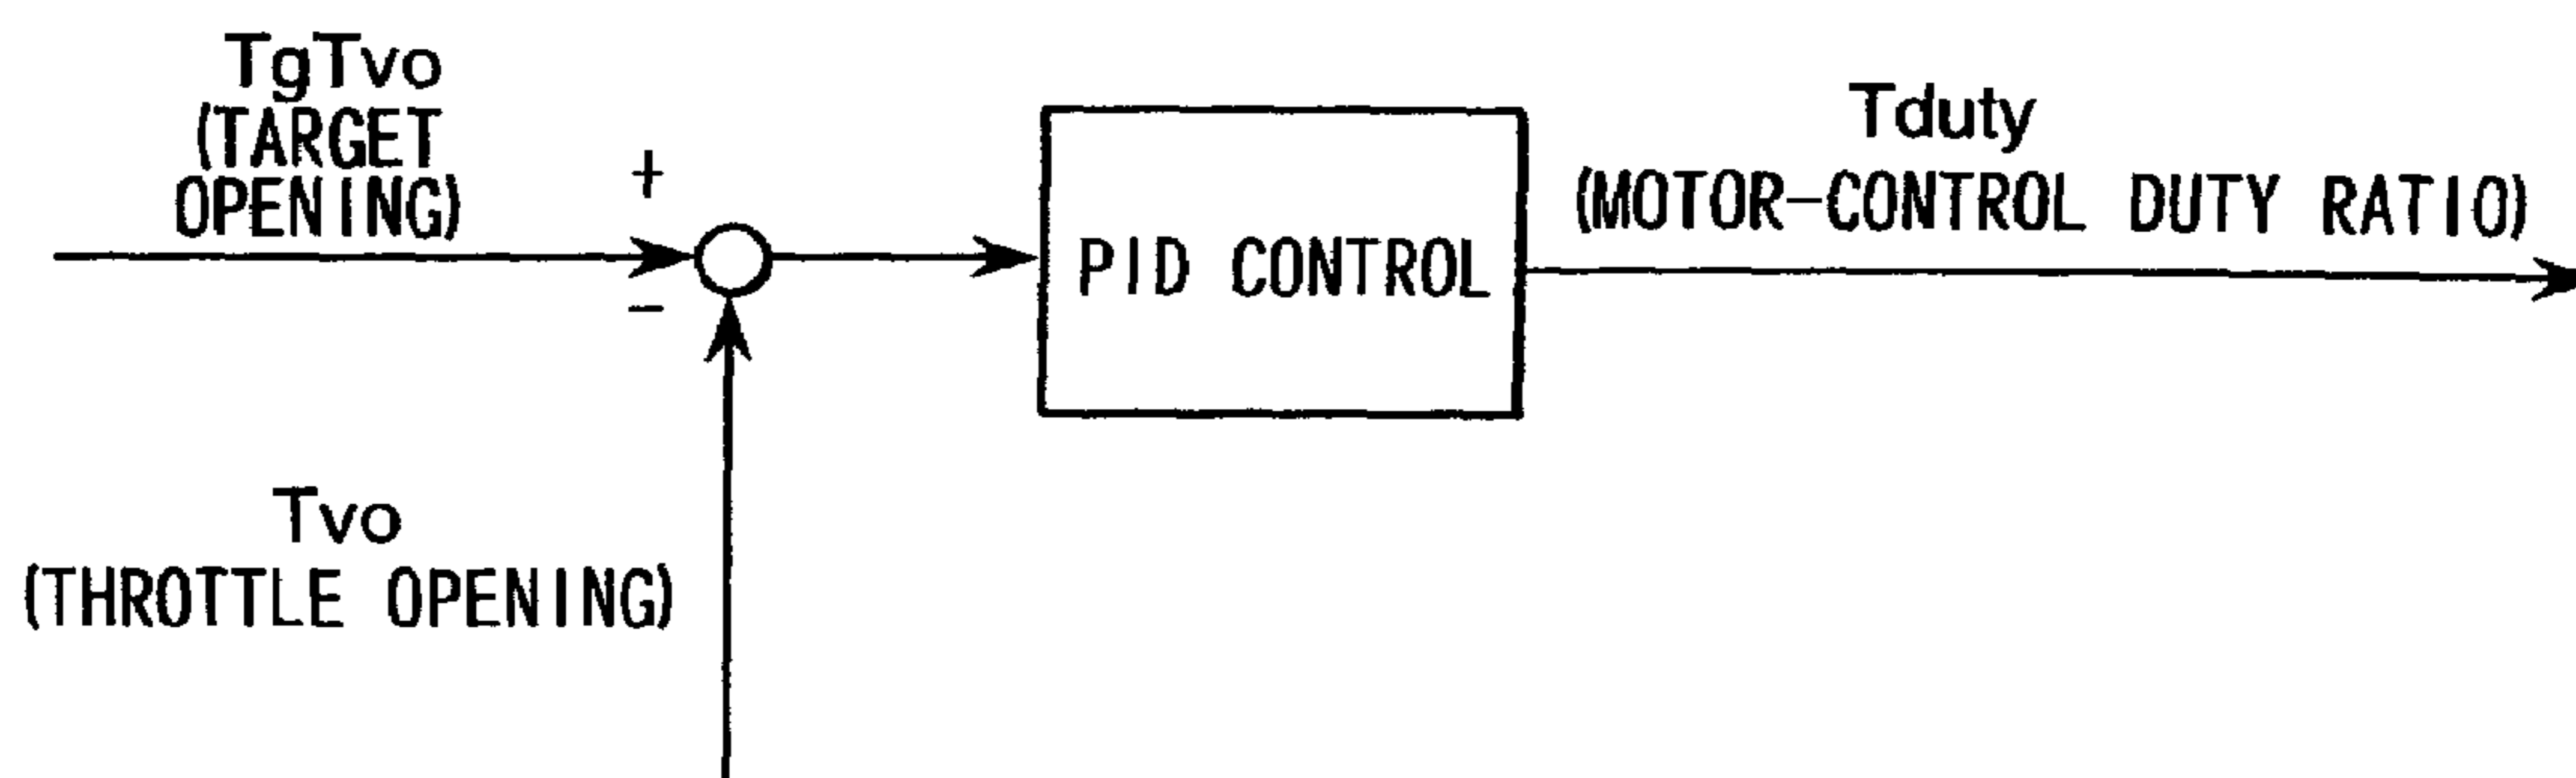 TgTvo
(TARGET
OPENING)
+
-
PID CONTROL
Tduty
(MOTOR-CONTROL DUTY RATIO)
Tvo
(THROTTLE OPENING)